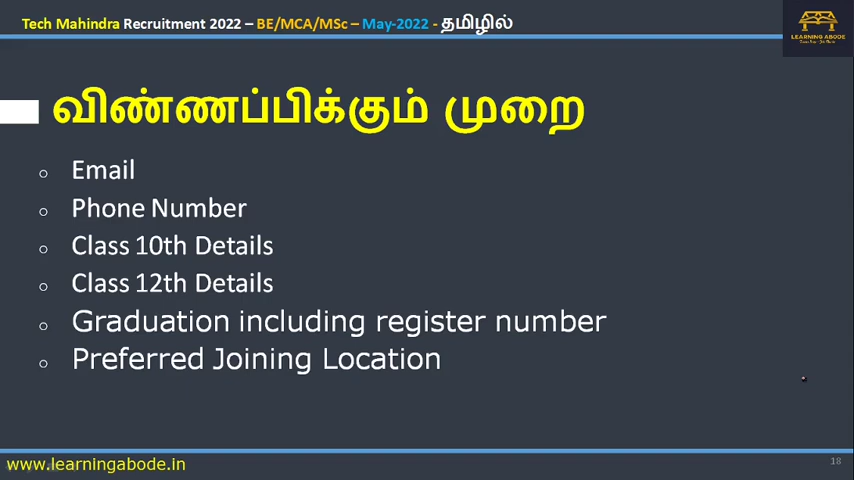 Tech Mahindra Recruitment 2022 – BE/MCA/MSc – May-2022 - தமிழில்
LEARNING ABODE
விண்ணப்பிக்கும் முறை
Email
Phone Number
Class 10th Details
Class 12th Details
Graduation including register number
Preferred Joining Location
www.learningabode.in
18